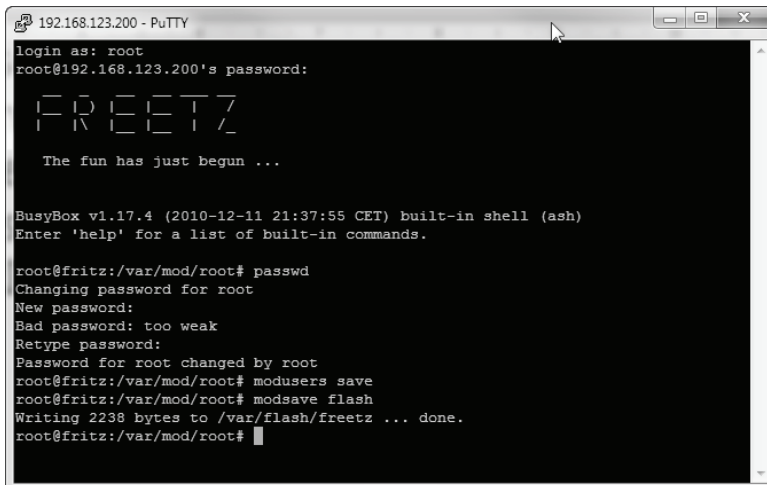 192.168.123.200 - PuTTY
login as: root
root@192.168.123.200's password:
FREETZ
The fun has just begun ...
BusyBox v1.17.4 (2010-12-11 21:37:55 CET) built-in shell (ash)
Enter 'help' for a list of built-in commands.
root@fritz:/var/mod/root# passwd
Changing password for root
New password:
Bad password: too weak
Retype password:
Password for root changed by root
root@fritz:/var/mod/root# modusers save
root@fritz:/var/mod/root# modsave flash
Writing 2238 bytes to /var/flash/freetz ... done.
root@fritz:/var/mod/root#